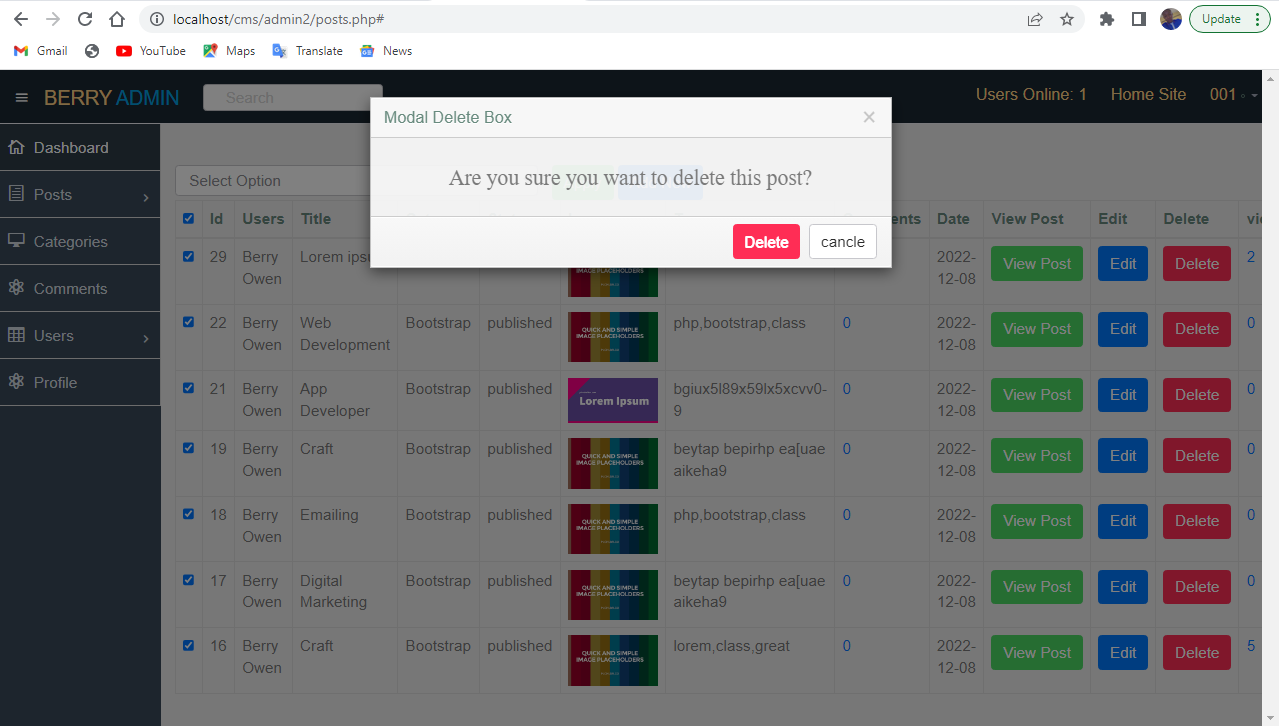 localhost/cms/admin2/posts.php#
Update
Gmail YouTube Maps Translate News
BERRY ADMIN Search Users Online: 1 Home Site 001
Modal Delete Box ×
Are you sure you want to delete this post?
Delete cancle
Dashboard
Posts
Categories
Comments
Users
Profile
Select Option
Id Users Title Date View Post Edit Delete
29 Berry Owen Lorem 2022-12-08 View Post Edit Delete 2
22 Berry Owen Web Development Bootstrap published QUICK AND SIMPLE IMAGE PLACEHOLDERS php,bootstrap,class 0 2022-12-08 View Post Edit Delete 0
21 Berry Owen App Developer Bootstrap published Lorem Ipsum bgiux5l89x59lx5xcvv0-9 0 2022-12-08 View Post Edit Delete 0
19 Berry Owen Craft Bootstrap published QUICK AND SIMPLE IMAGE PLACEHOLDERS beytap bepirhp ea[uae aikeha9 0 2022-12-08 View Post Edit Delete 0
18 Berry Owen Emailing Bootstrap published QUICK AND SIMPLE IMAGE PLACEHOLDERS php,bootstrap,class 0 2022-12-08 View Post Edit Delete 0
17 Berry Owen Digital Marketing Bootstrap published QUICK AND SIMPLE IMAGE PLACEHOLDERS beytap bepirhp ea[uae aikeha9 0 2022-12-08 View Post Edit Delete 0
16 Berry Owen Craft Bootstrap published QUICK AND SIMPLE IMAGE PLACEHOLDERS lorem,class,great 0 2022-12-08 View Post Edit Delete 5